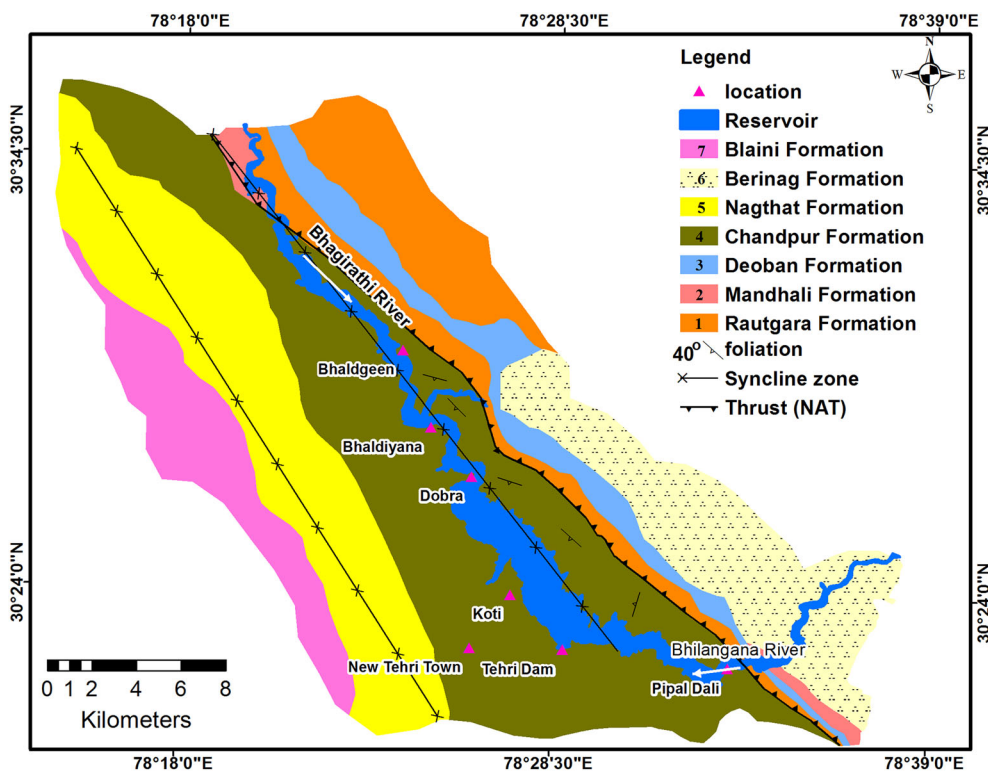 78°18'0"E 78°28'30"E 78°39'0"E
30°34'30"N
30°24'0"N
30°34'30"N
30°24'0"N
N
W E
S
Legend
location
Reservoir
7 Blaini Formation
6 Berinag Formation
5 Nagthat Formation
4 Chandpur Formation
3 Deoban Formation
2 Mandhali Formation
1 Rautgara Formation
40° foliation
Syncline zone
Thrust (NAT)
Bhagirathi River
Bhaldgeen
Bhaldiyana
Dobra
Koti
New Tehri Town
Tehri Dam
Bhilangana River
Pipal Dali
0 1 2 4 6 8
Kilometers
78°18'0"E 78°28'30"E 78°39'0"E